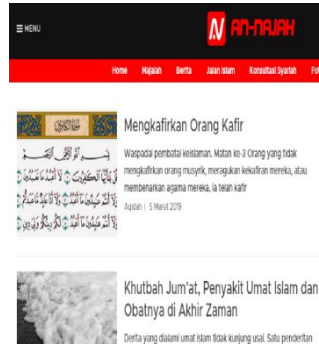 MENU
AN-NAJAH
Home Majalah Berita Jalan Islam Konsultasi Syariah
Mengkafirkan Orang Kafir
Waspadai pembatal keislaman, Matan ke-3 Orang yang tidak
mengkafirkan orang musyrik, meragukan kekafiran mereka, atau
membenarkan agama mereka, ia telah kafir
Aqidah | 5 Maret 2019
Khutbah Jum'at, Penyakit Umat Islam dan
Obatnya di Akhir Zaman
Derita yang dialami umat islam tidak kunjung usai. Satu penderitan